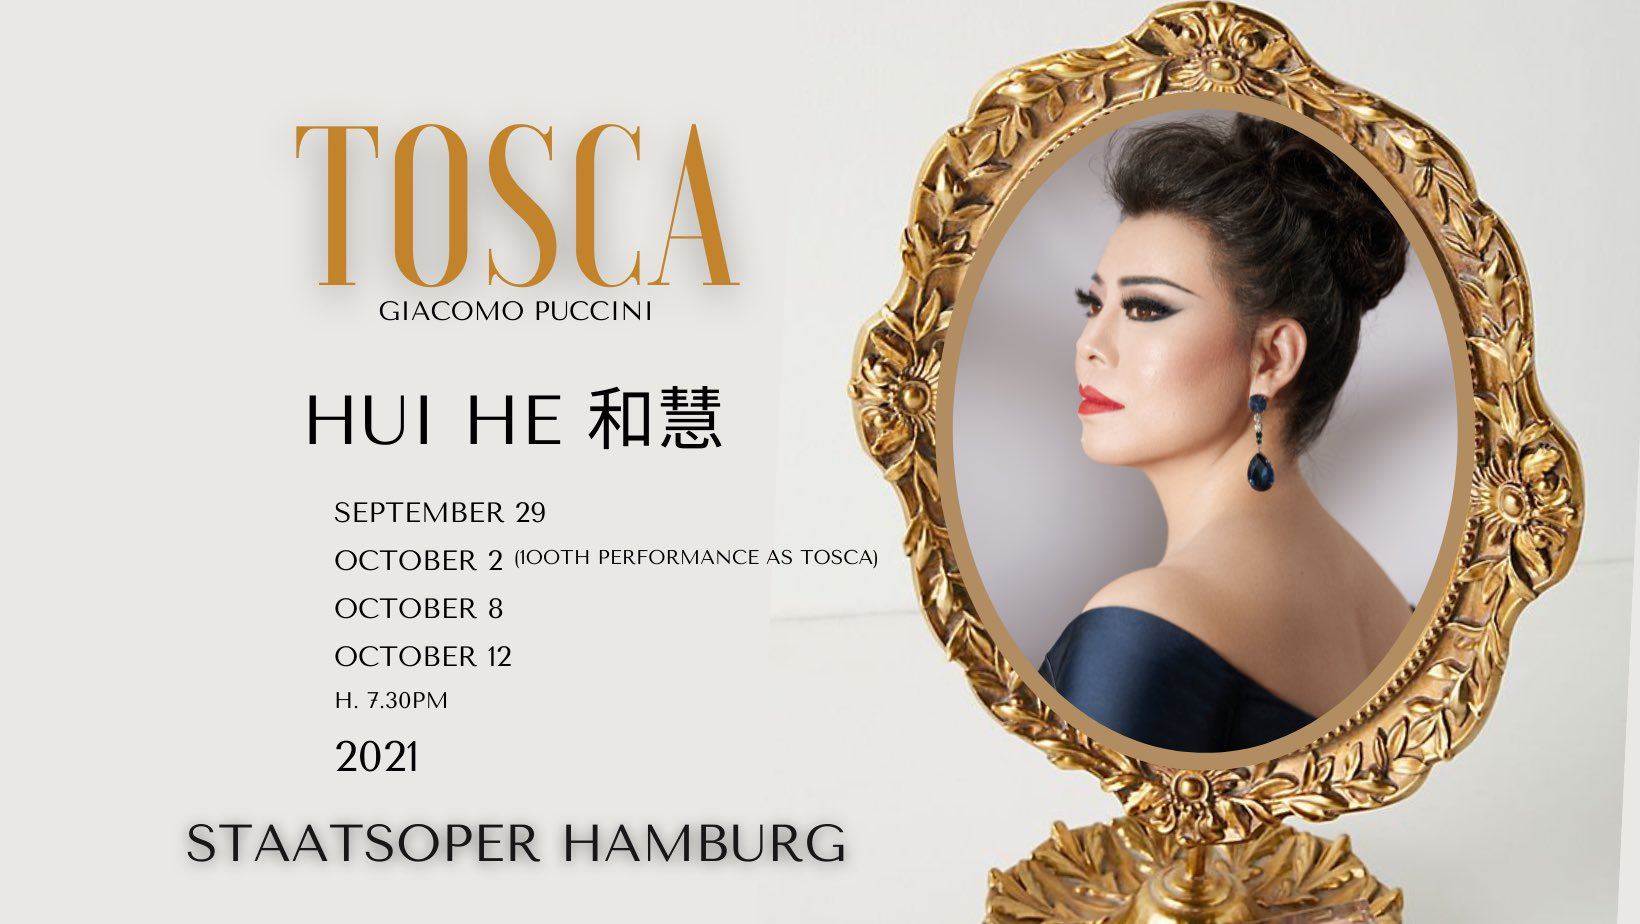 TOSCA
GIACOMO PUCCINI
HUI HE 和慧
SEPTEMBER 29
OCTOBER 2 (100TH PERFORMANCE AS TOSCA)
OCTOBER 8
OCTOBER 12
H. 7.30PM
2021
STAATSOPER HAMBURG